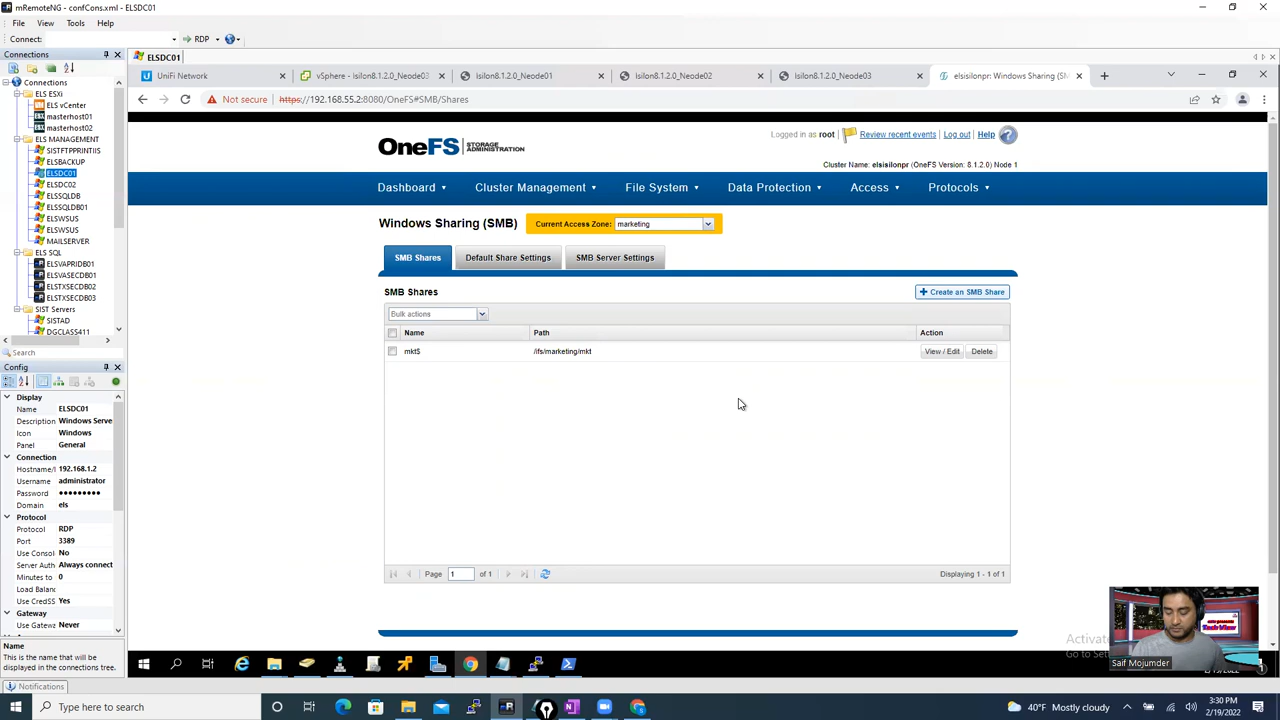 mRemoteNG - confCons.xml - ELSDC01
File View Tools Help
Connect: RDP
Connections
ELSDC01
UniFi Network
vSphere - Isilon8.1.2.0_Neode03
isilon8.1.2.0_Neode01
Isilon8.1.2.0_Neode02
Isilon8.1.2.0_Neode03
elsisilonpr: Windows Sharing (SM
Not secure https://192.168.55.2:8080/OneFS#SMB/Shares
Connections
ELS ESXi
ELS vCenter
masterhost01
masterhost02
ELS MANAGEMENT
SISTFTPPRINTIIS
ELSBACKUP
ELSDC01
ELSDC02
ELSSQLDB
ELSSQLDB01
ELSWSUS
ELSWSUS
MAILSERVER
ELS SQL
ELSVAPRIDB01
ELSVASECDB01
ELSTXSECDB02
ELSTXSECDB03
SIST Servers
SISTAD
DGCLASS411
Search
Config
Display
Name ELSDC01
Description Windows Serve
Icon Windows
Panel General
Connection
Hostname/I 192.168.1.2
Username administrator
Password ●●●●●●●●●
Domain els
Protocol
Protocol RDP
Port 3389
Use Consol No
Server Auth Always connect
Minutes to 0
Load Balanc
Use CredSS Yes
Gateway
Use Gatewa Never
Name
This is the name that will be
displayed in the connections tree.
Notifications
Logged in as root Review recent events Log out Help
OneFS STORAGE ADMINISTRATION
Cluster Name: elsisilonpr (OneFS Version: 8.1.2.0) Node 1
Dashboard Cluster Management File System Data Protection Access Protocols
Windows Sharing (SMB)
Current Access Zone: marketing
SMB Shares Default Share Settings SMB Server Settings
SMB Shares
Create an SMB Share
Bulk actions
Name Path Action
mkt$ /ifs/marketing/mkt View / Edit Delete
Page 1 of 1
Displaying 1 - 1 of 1
Activate
Go to Set
Tech View
Saif Mojumder
Type here to search
40°F Mostly cloudy
3:30 PM
2/19/2022